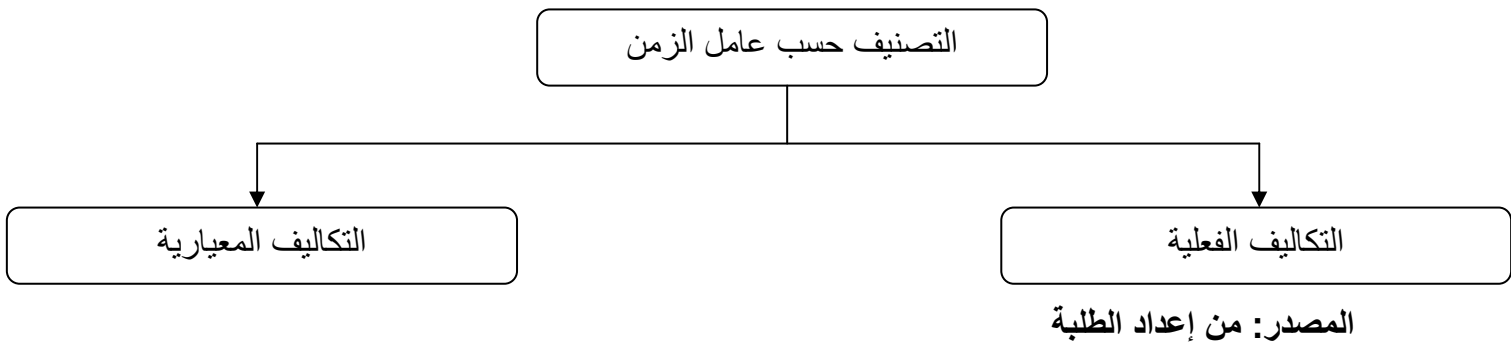 التصنيف حسب عامل الزمن
التكاليف الفعلية
التكاليف المعيارية
المصدر: من إعداد الطلبة